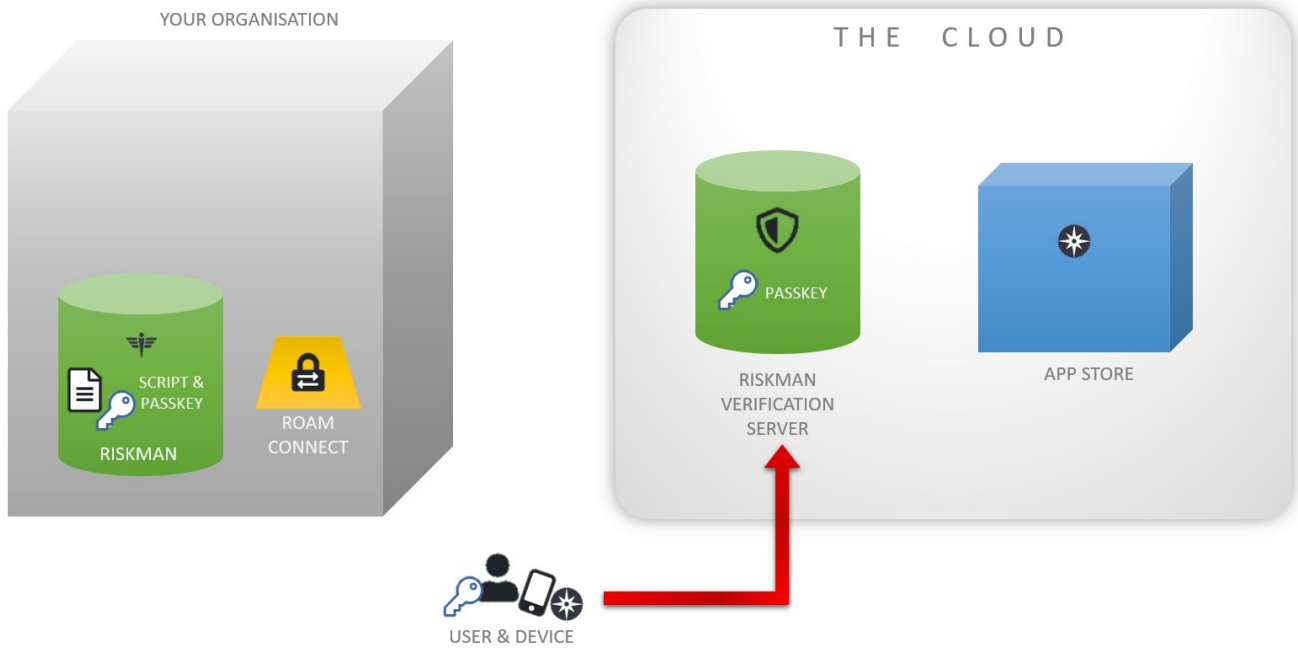 YOUR ORGANISATION
THE CLOUD
SCRIPT &
PASSKEY
RISKMAN
ROAM
CONNECT
PASSKEY
RISKMAN
VERIFICATION
SERVER
APP STORE
USER & DEVICE